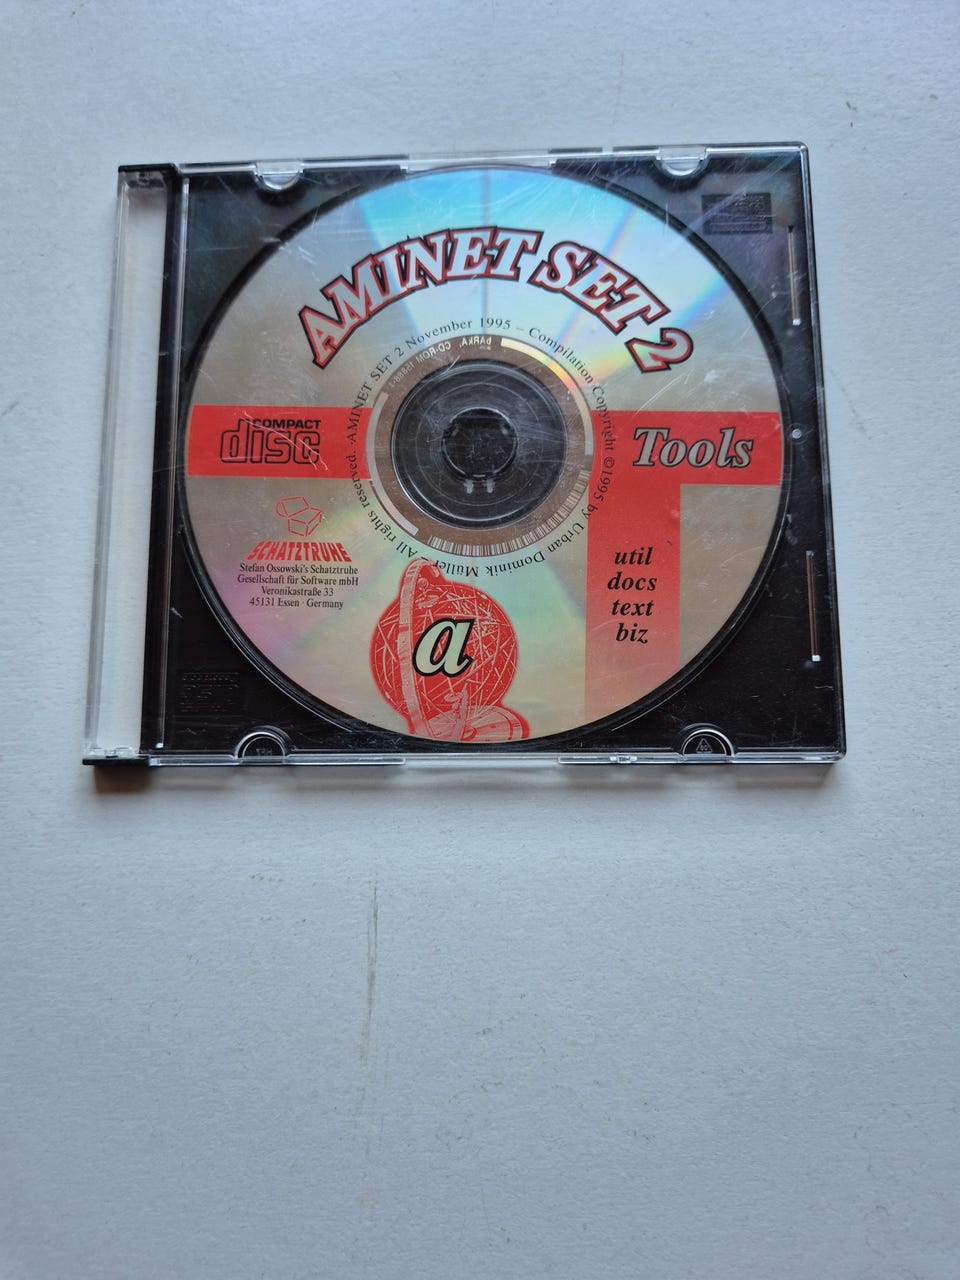 AMINET SET 2
AMINET SET 2 November 1995 – Compilation Copyright ©1995 by Urban Dominik Müller – All rights reserved.
COMPACT
disc
Tools
SCHATZTRUHE
Stefan Ossowski's Schatztruhe
Gesellschaft für Software mbH
Veronikastraße 33
45131 Essen · Germany
util
docs
text
biz
a